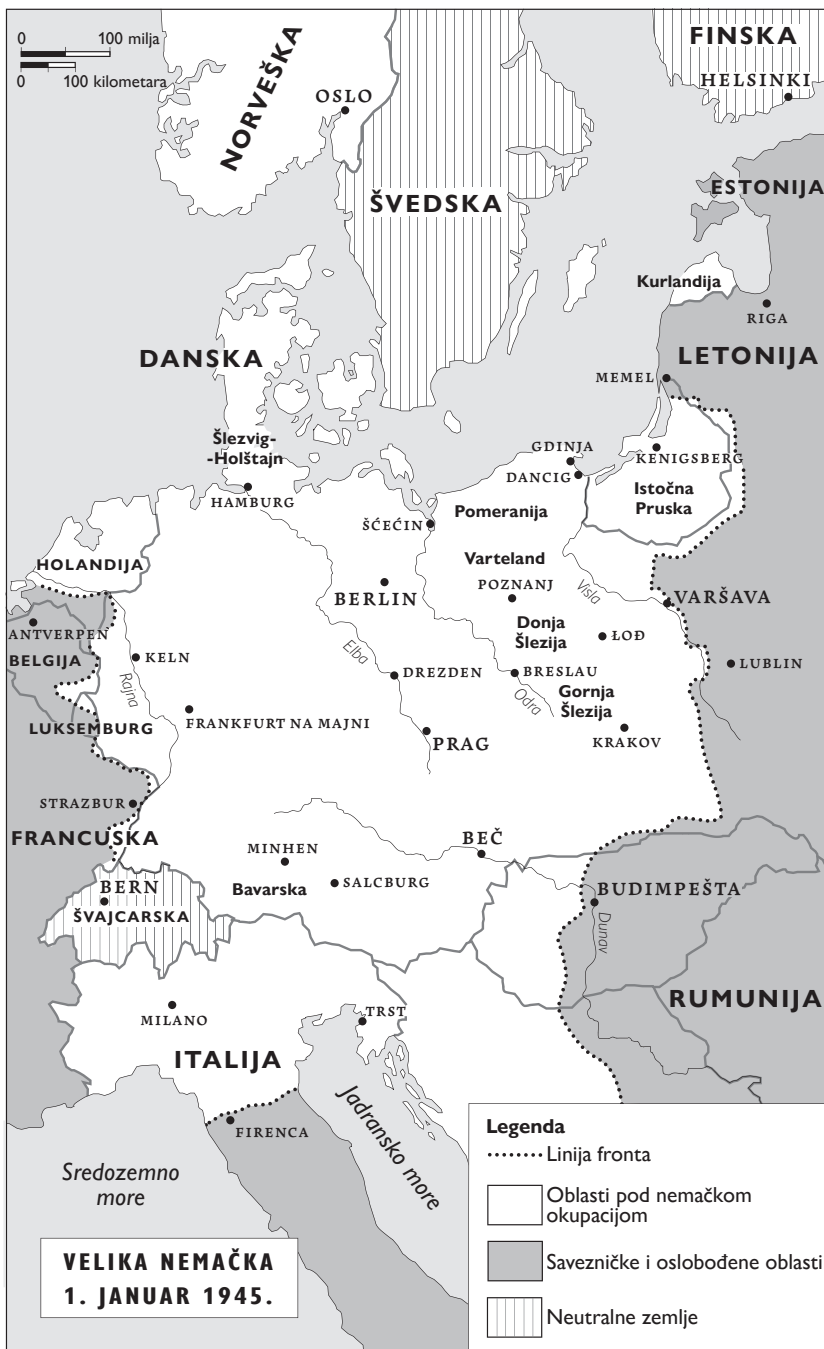 0 100 milja
0 100 kilometara
NORVEŠKA
OSLO
FINSKA
HELSINKI
ŠVEDSKA
ESTONIJA
Kurlandija
RIGA
DANSKA
LETONIJA
MEMEL
Šlezvig-
-Holštajn
HAMBURG
GDINJA
DANCIG
KENIGSBERG
Istočna
Pruska
ŠĆEĆIN
Pomeranija
HOLANDIJA
BERLIN
Varteland
POZNANJ
Visla
VARŠAVA
ANTVERPEN
BELGIJA
KELN
Rajna
Elba
DREZDEN
Donja
Šlezija
BRESLAU
Odra
ŁOĐ
LUBLIN
Gornja
Šlezija
LUKSEMBURG
FRANKFURT NA MAJNI
PRAG
KRAKOV
STRAZBUR
FRANCUSKA
MINHEN
BEČ
BERN
ŠVAJCARSKA
Bavarska
SALCBURG
BUDIMPEŠTA
Dunav
MILANO
TRST
RUMUNIJA
ITALIJA
Jadransko more
FIRENCA
Sredozemno
more
Legenda
Linija fronta
Oblasti pod nemačkom
okupacijom
Savezničke i oslobođene oblasti
Neutralne zemlje
VELIKA NEMAČKA
1. JANUAR 1945.